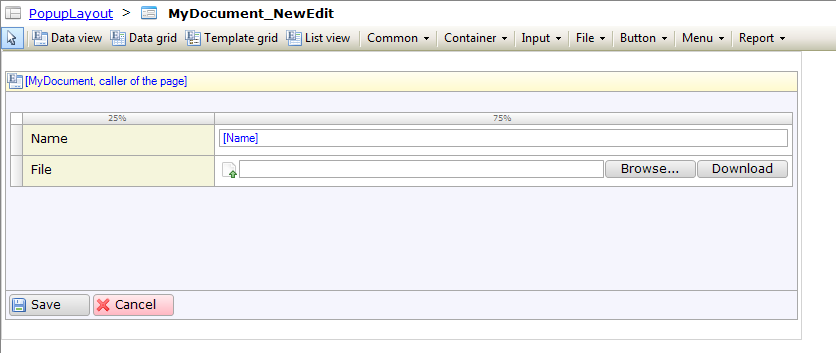 PopupLayout > MyDocument_NewEdit
Data view Data grid Template grid List view Common Container Input File Button Menu Report
[MyDocument, caller of the page]
25% 75%
Name [Name]
File Browse... Download
Save Cancel